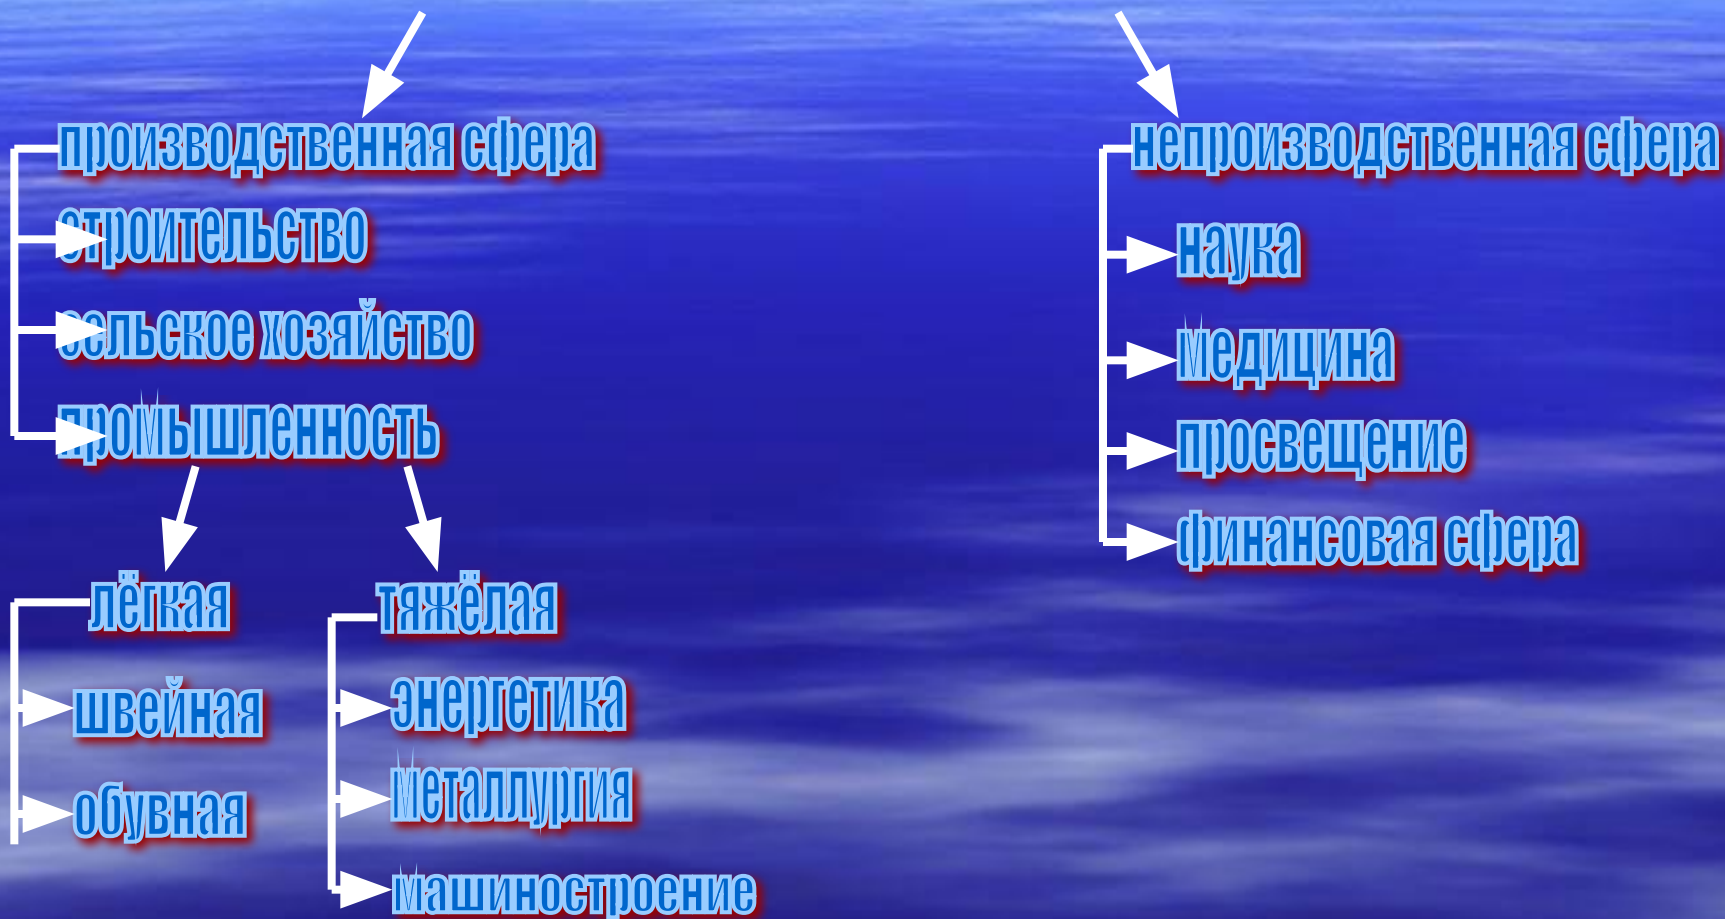 производственная сфера
строительство
сельское хозяйство
промышленность
лёгкая
швейная
обувная
тяжёлая
энергетика
металлургия
машиностроение
непроизводственная сфера
наука
медицина
просвещение
финансовая сфера